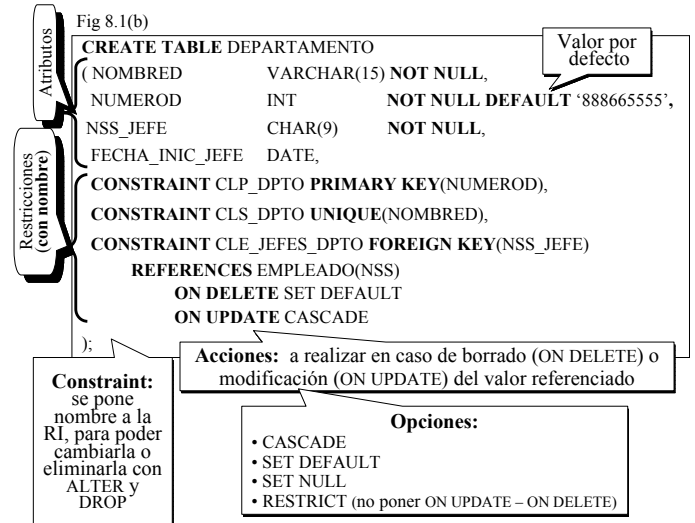 Fig 8.1(b)
Atributos
CREATE TABLE DEPARTAMENTO
( NOMBRED VARCHAR(15) NOT NULL,
NUMEROD INT NOT NULL DEFAULT ‘888665555’,
NSS_JEFE CHAR(9) NOT NULL,
FECHA_INIC_JEFE DATE,
Valor por
defecto
Restricciones
(con nombre)
CONSTRAINT CLP_DPTO PRIMARY KEY(NUMEROD),
CONSTRAINT CLS_DPTO UNIQUE(NOMBRED),
CONSTRAINT CLE_JEFES_DPTO FOREIGN KEY(NSS_JEFE)
REFERENCES EMPLEADO(NSS)
ON DELETE SET DEFAULT
ON UPDATE CASCADE
);
Acciones: a realizar en caso de borrado (ON DELETE) o
modificación (ON UPDATE) del valor referenciado
Constraint:
se pone
nombre a la
RI, para poder
cambiarla o
eliminarla con
ALTER y
DROP
Opciones:
• CASCADE
• SET DEFAULT
• SET NULL
• RESTRICT (no poner ON UPDATE – ON DELETE)